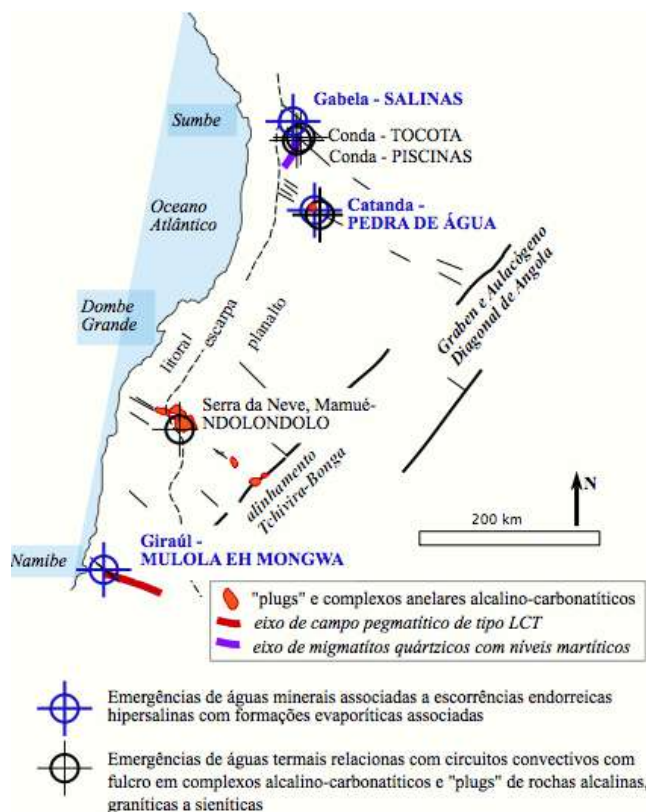 Gabela - SALINAS
Sumbe
Conda - TOCOTA
Conda - PISCINAS
Catanda -
PEDRA DE ÁGUA
Oceano
Atlântico
Graben e Aulacógeno
Diagonal de Angola
Dombe
Grande
litoral
escarpa
planalto
Serra da Neve, Mamué-
NDOLONDOLO
alinhamento
Tchivira-Bonga
N
200 km
Giraúl -
MULOLA EH MONGWA
Namibe
"plugs" e complexos anelares alcalino-carbonatíticos
eixo de campo pegmatítico de tipo LCT
eixo de migmatitos quártzicos com níveis martíticos
Emergências de águas minerais associadas a escorrências endorreicas
hipersalinas com formações evaporíticas associadas
Emergências de águas termais relacionas com circuitos convectivos com
fulcro em complexos alcalino-carbonatíticos e "plugs" de rochas alcalinas,
graníticas a sieníticas